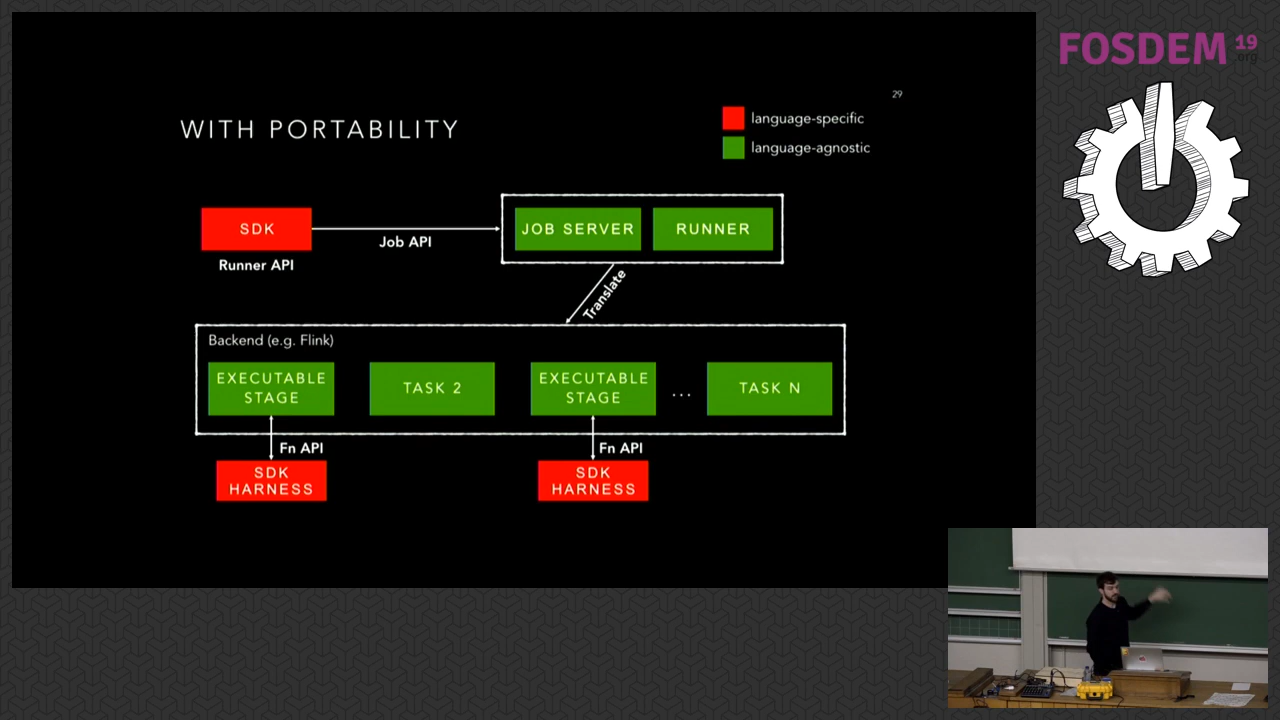 FOSDEM 19
.org
29
WITH PORTABILITY
language-specific
language-agnostic
SDK
Job API
JOB SERVER
RUNNER
Runner API
Translate
Backend (e.g. Flink)
EXECUTABLE
STAGE
TASK 2
EXECUTABLE
STAGE
...
TASK N
Fn API
Fn API
SDK
HARNESS
SDK
HARNESS